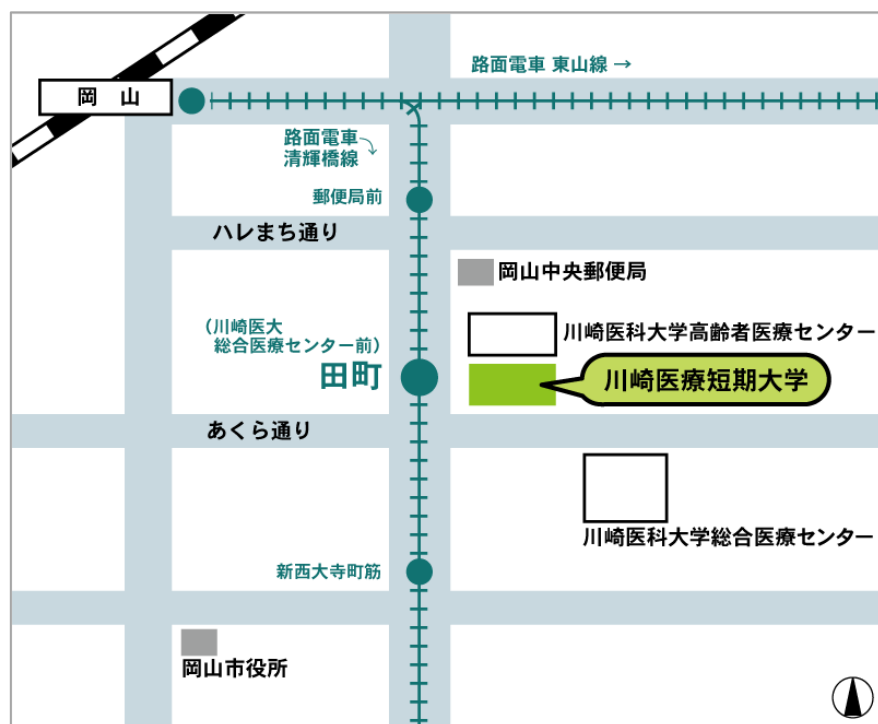 路面電車 東山線 →
岡 山
路面電車
清輝橋線
郵便局前
ハレまち通り
岡山中央郵便局
(川崎医大
総合医療センター前)
川崎医科大学高齢者医療センター
田町
川崎医療短期大学
あくら通り
川崎医科大学総合医療センター
新西大寺町筋
岡山市役所